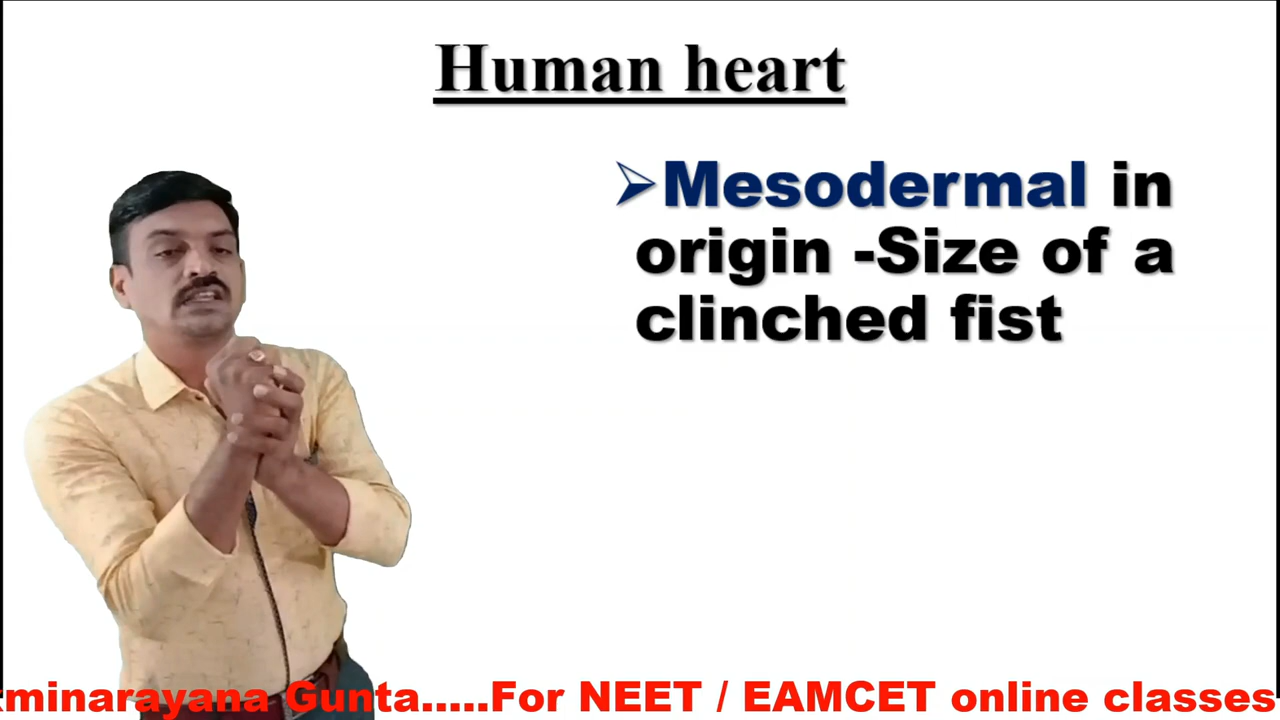 Human heart
Mesodermal in
origin -Size of a
clinched fist
minarayana Gunta.....For NEET / EAMCET online classes